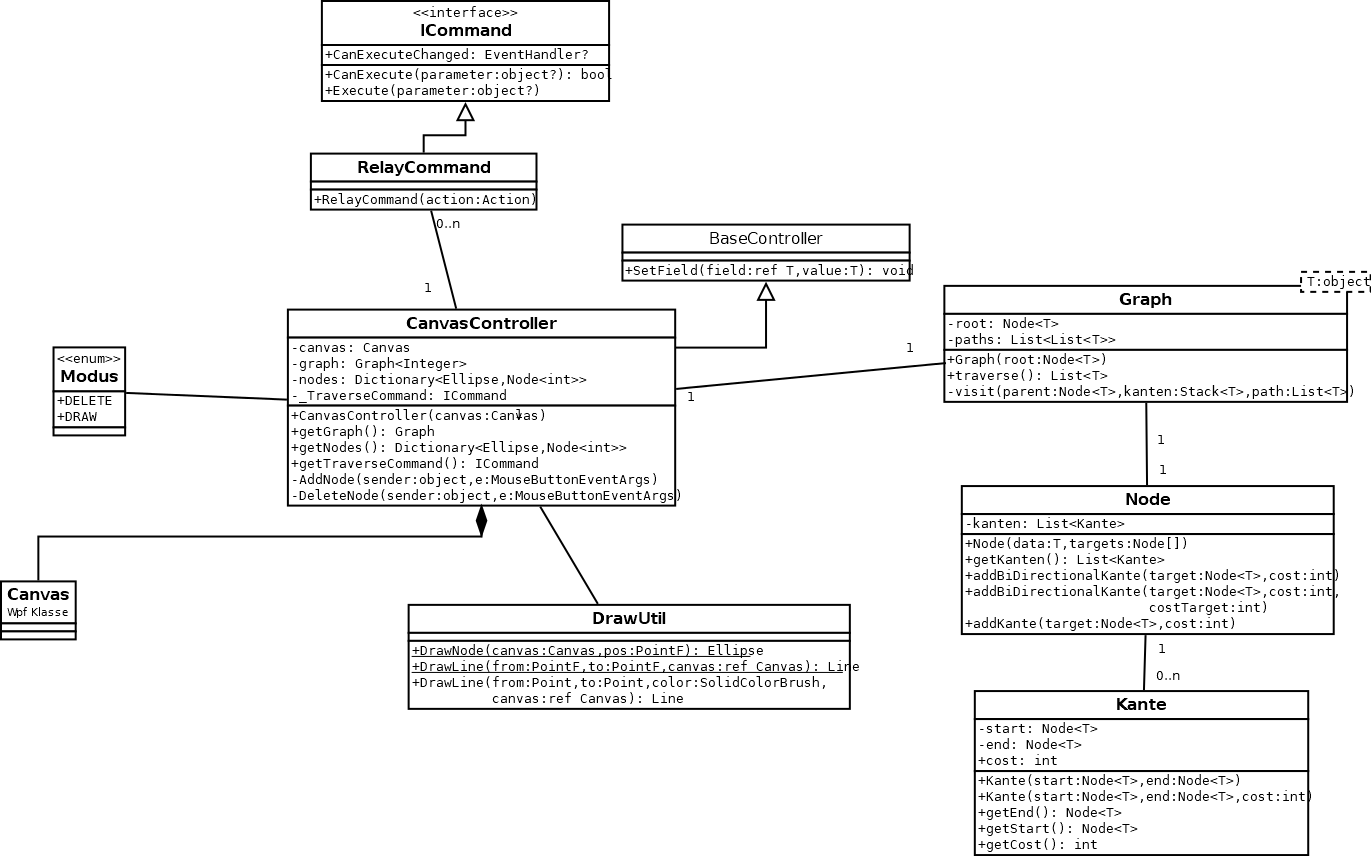 <<interface>>
ICommand
+CanExecuteChanged: EventHandler?
+CanExecute(parameter:object?): bool
+Execute(parameter:object?)
RelayCommand
+RelayCommand(action:Action)
0..n
1
BaseController
+SetField(field:ref T,value:T): void
CanvasController
-canvas: Canvas
-graph: Graph<Integer>
-nodes: Dictionary<Ellipse,Node<int>>
-_TraverseCommand: ICommand
+CanvasController(canvas:Canvas)
1
+getGraph(): Graph
+getNodes(): Dictionary<Ellipse,Node<int>>
+getTraverseCommand(): ICommand
-AddNode(sender:object,e:MouseButtonEventArgs)
-DeleteNode(sender:object,e:MouseButtonEventArgs)
<<enum>>
Modus
+DELETE
+DRAW
1
1
T:object
Graph
-root: Node<T>
-paths: List<List<T>>
+Graph(root:Node<T>)
+traverse(): List<T>
-visit(parent:Node<T>,kanten:Stack<T>,path:List<T>)
1
1
Node
-kanten: List<Kante>
+Node(data:T,targets:Node[])
+getKanten(): List<Kante>
+addBiDirectionalKante(target:Node<T>,cost:int)
+addBiDirectionalKante(target:Node<T>,cost:int,
costTarget:int)
+addKante(target:Node<T>,cost:int)
1
0..n
Kante
-start: Node<T>
-end: Node<T>
+cost: int
+Kante(start:Node<T>,end:Node<T>)
+Kante(start:Node<T>,end:Node<T>,cost:int)
+getEnd(): Node<T>
+getStart(): Node<T>
+getCost(): int
Canvas
Wpf Klasse
DrawUtil
+DrawNode(canvas:Canvas,pos:PointF): Ellipse
+DrawLine(from:PointF,to:PointF,canvas:ref Canvas): Line
+DrawLine(from:Point,to:Point,color:SolidColorBrush,
canvas:ref Canvas): Line